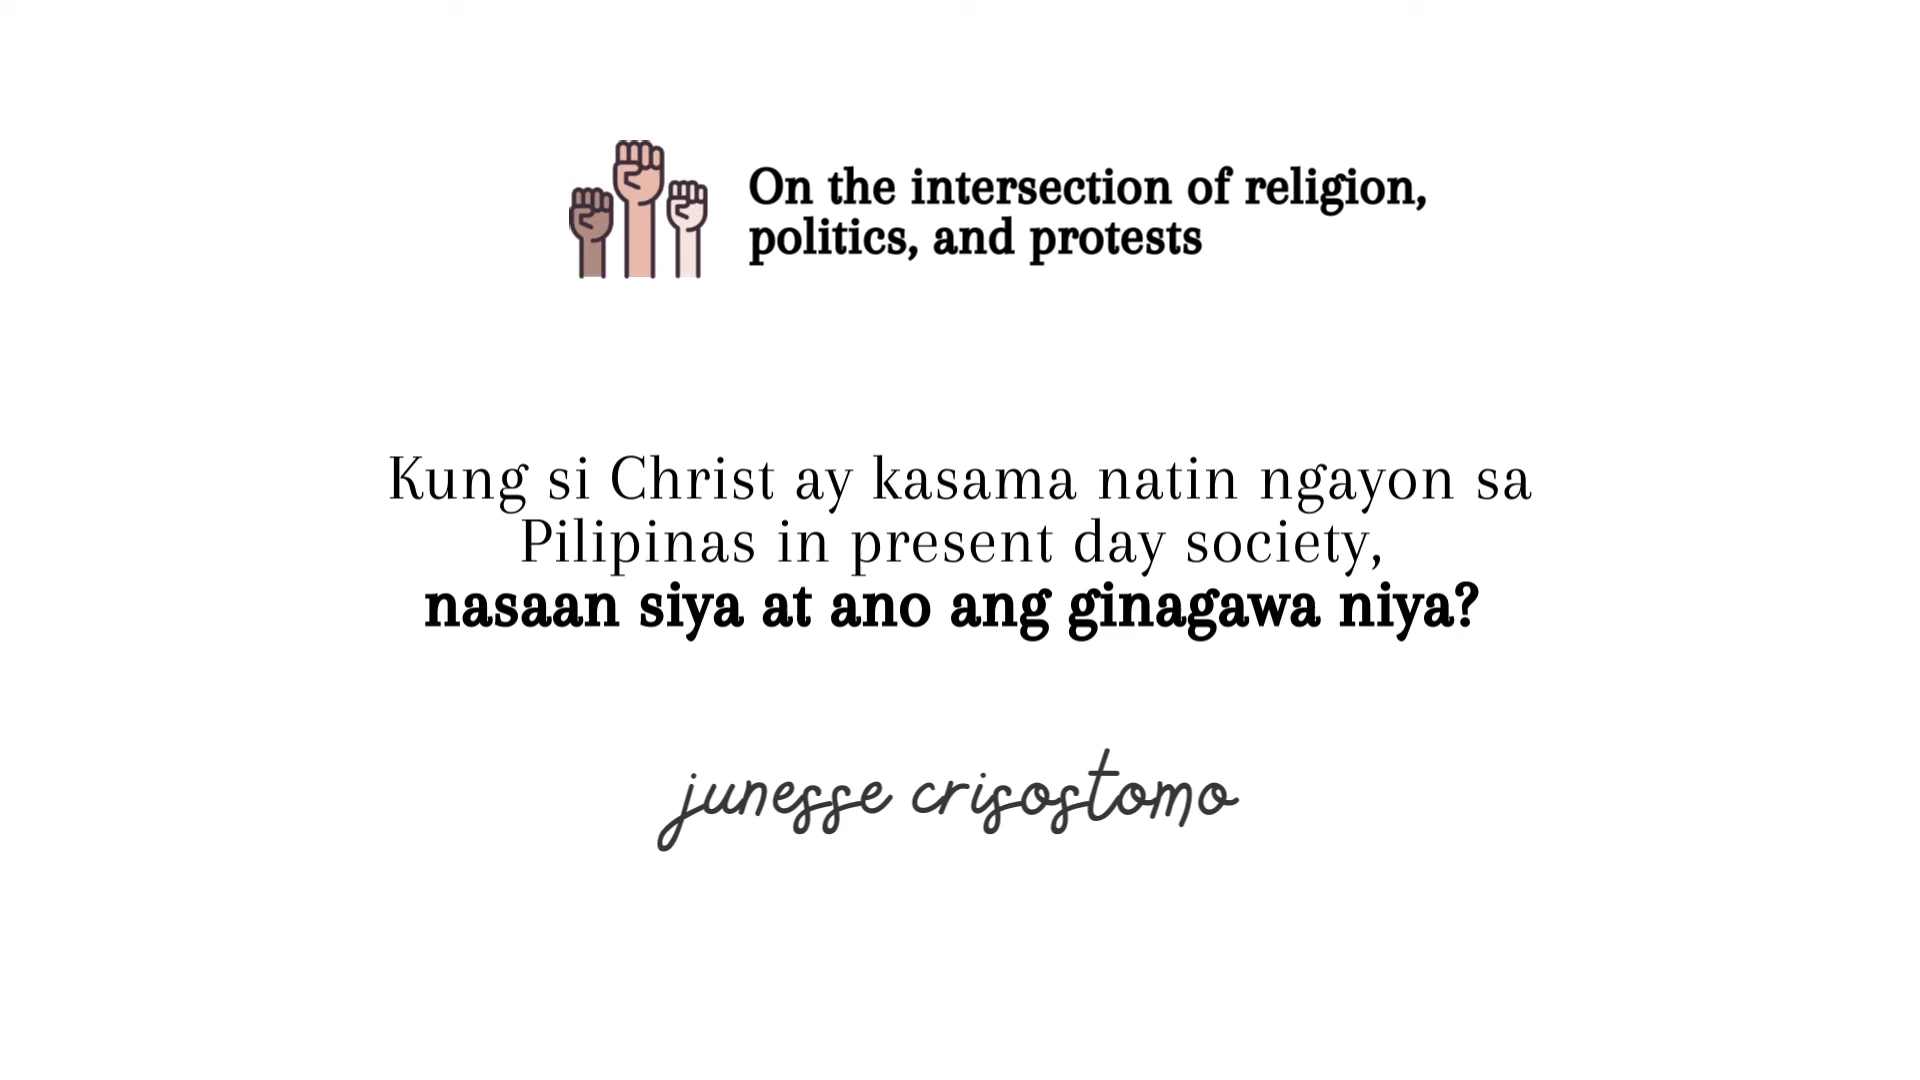 On the intersection of religion,
politics, and protests
Kung si Christ ay kasama natin ngayon sa
Pilipinas in present day society,
nasaan siya at ano ang ginagawa niya?
junesse crisostomo